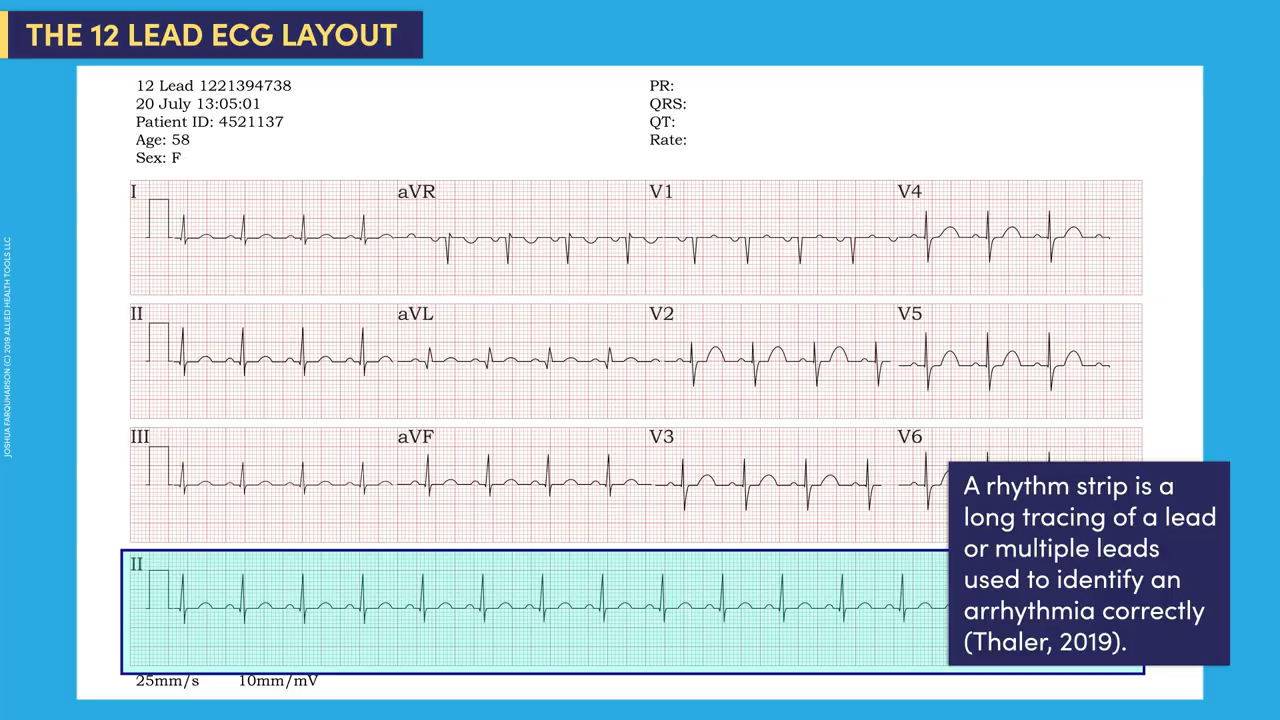 THE 12 LEAD ECG LAYOUT
12 Lead 1221394738
20 July 13:05:01
Patient ID: 4521137
Age: 58
Sex: F
PR:
QRS:
QT:
Rate:
I
aVR
V1
V4
II
aVL
V2
V5
III
aVF
V3
V6
II
A rhythm strip is a
long tracing of a lead
or multiple leads
used to identify an
arrhythmia correctly
(Thaler, 2019).
25mm/s
10mm/mV
JOSHUA FARQUHARSON (C) 2019 ALLIED HEALTH TOOLS LLC